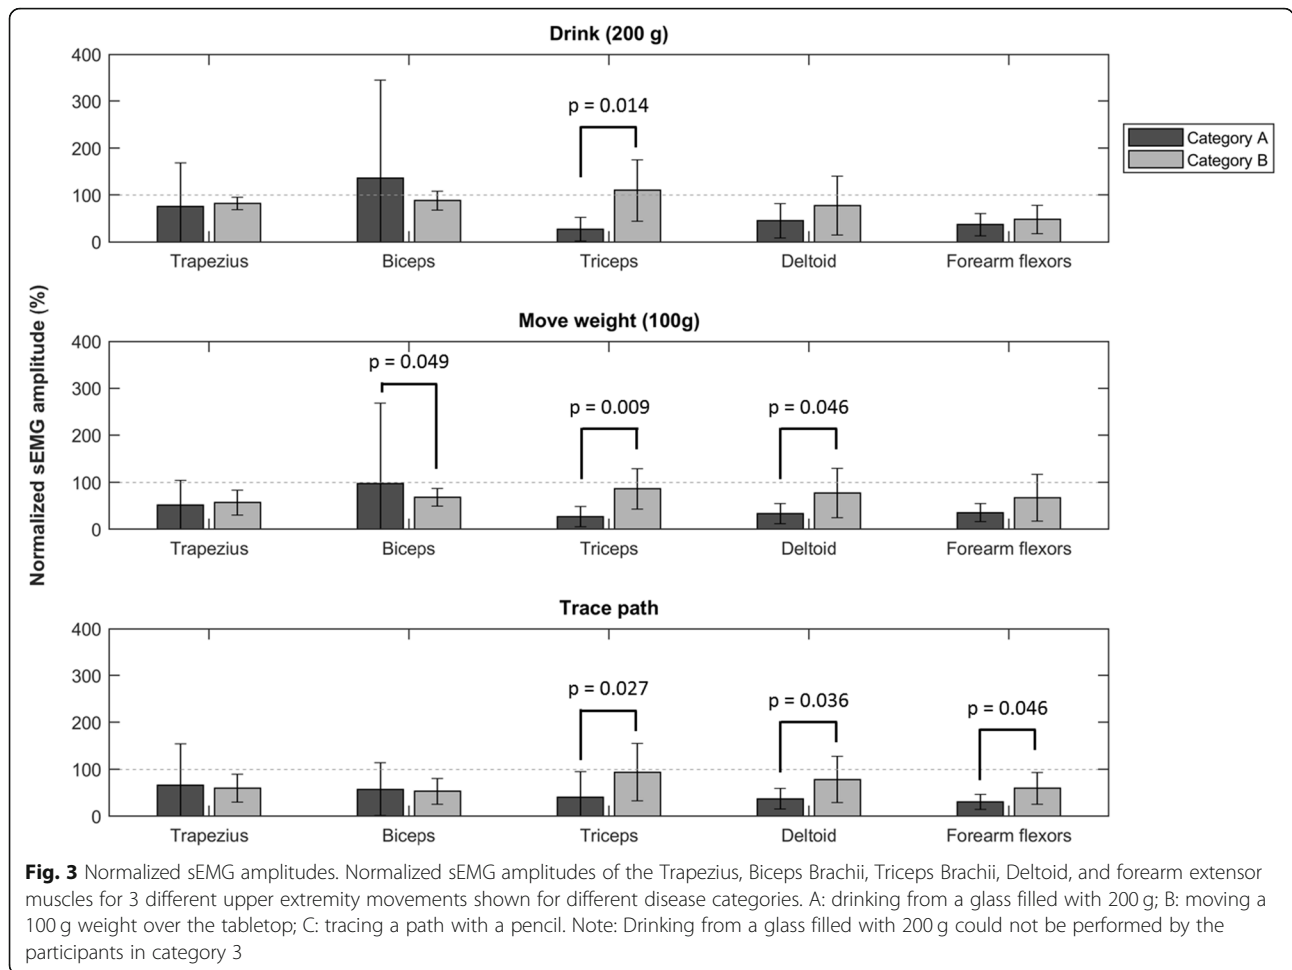 Drink (200 g)
400
300
200
100
0
p = 0.014
Category A
Category B
Trapezius
Biceps
Triceps
Deltoid
Forearm flexors
Normalized sEMG amplitude (%)
Move weight (100g)
400
300
200
100
0
p = 0.049
p = 0.009
p = 0.046
Trapezius
Biceps
Triceps
Deltoid
Forearm flexors
Trace path
400
300
200
100
0
p = 0.027
p = 0.036
p = 0.046
Trapezius
Biceps
Triceps
Deltoid
Forearm flexors
Fig. 3 Normalized sEMG amplitudes. Normalized sEMG amplitudes of the Trapezius, Biceps Brachii, Triceps Brachii, Deltoid, and forearm extensor
muscles for 3 different upper extremity movements shown for different disease categories. A: drinking from a glass filled with 200 g; B: moving a
100 g weight over the tabletop; C: tracing a path with a pencil. Note: Drinking from a glass filled with 200 g could not be performed by the
participants in category 3